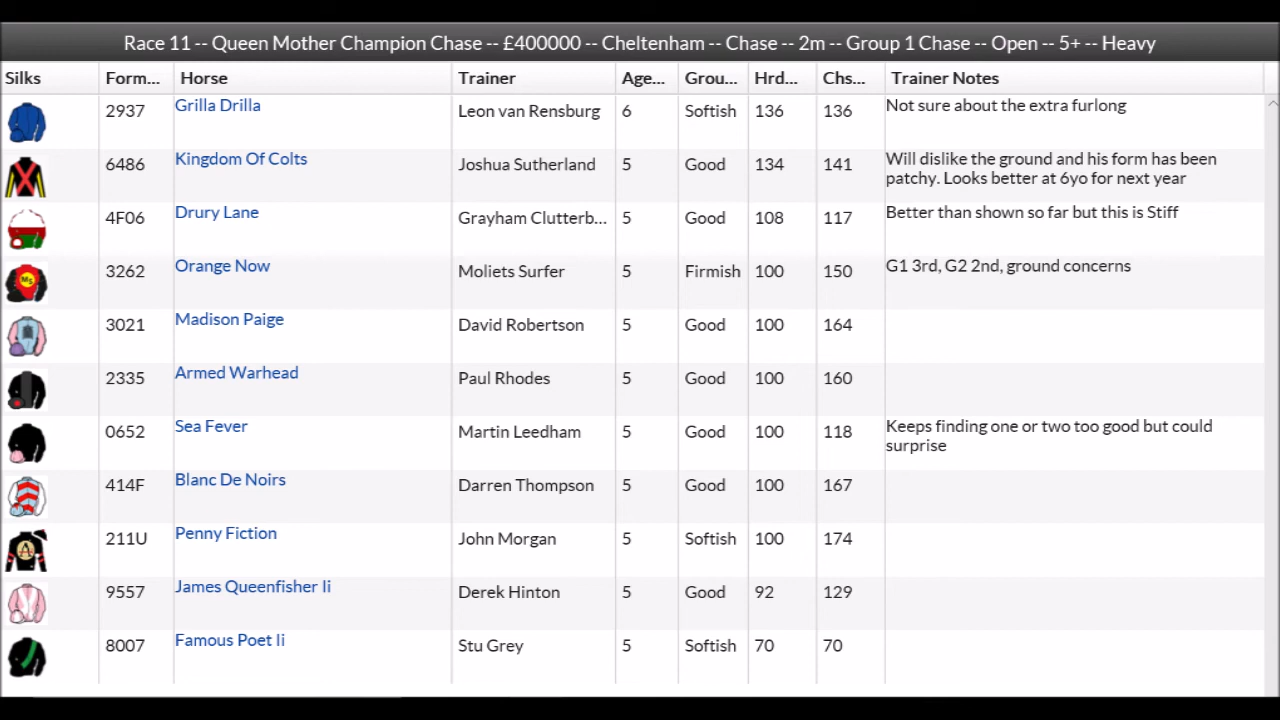 Race 11 -- Queen Mother Champion Chase -- £400000 -- Cheltenham -- Chase -- 2m -- Group 1 Chase -- Open -- 5+ -- Heavy
Silks Form... Horse Trainer Age... Grou... Hrd... Chs... Trainer Notes
2937 Grilla Drilla Leon van Rensburg 6 Softish 136 136 Not sure about the extra furlong
6486 Kingdom Of Colts Joshua Sutherland 5 Good 134 141 Will dislike the ground and his form has been
patchy. Looks better at 6yo for next year
4F06 Drury Lane Grayham Clutterb... 5 Good 108 117 Better than shown so far but this is Stiff
3262 Orange Now Moliets Surfer 5 Firmish 100 150 G1 3rd, G2 2nd, ground concerns
MS
3021 Madison Paige David Robertson 5 Good 100 164
2335 Armed Warhead Paul Rhodes 5 Good 100 160
0652 Sea Fever Martin Leedham 5 Good 100 118 Keeps finding one or two too good but could
surprise
414F Blanc De Noirs Darren Thompson 5 Good 100 167
211U Penny Fiction John Morgan 5 Softish 100 174
A
9557 James Queenfisher Ii Derek Hinton 5 Good 92 129
8007 Famous Poet Ii Stu Grey 5 Softish 70 70